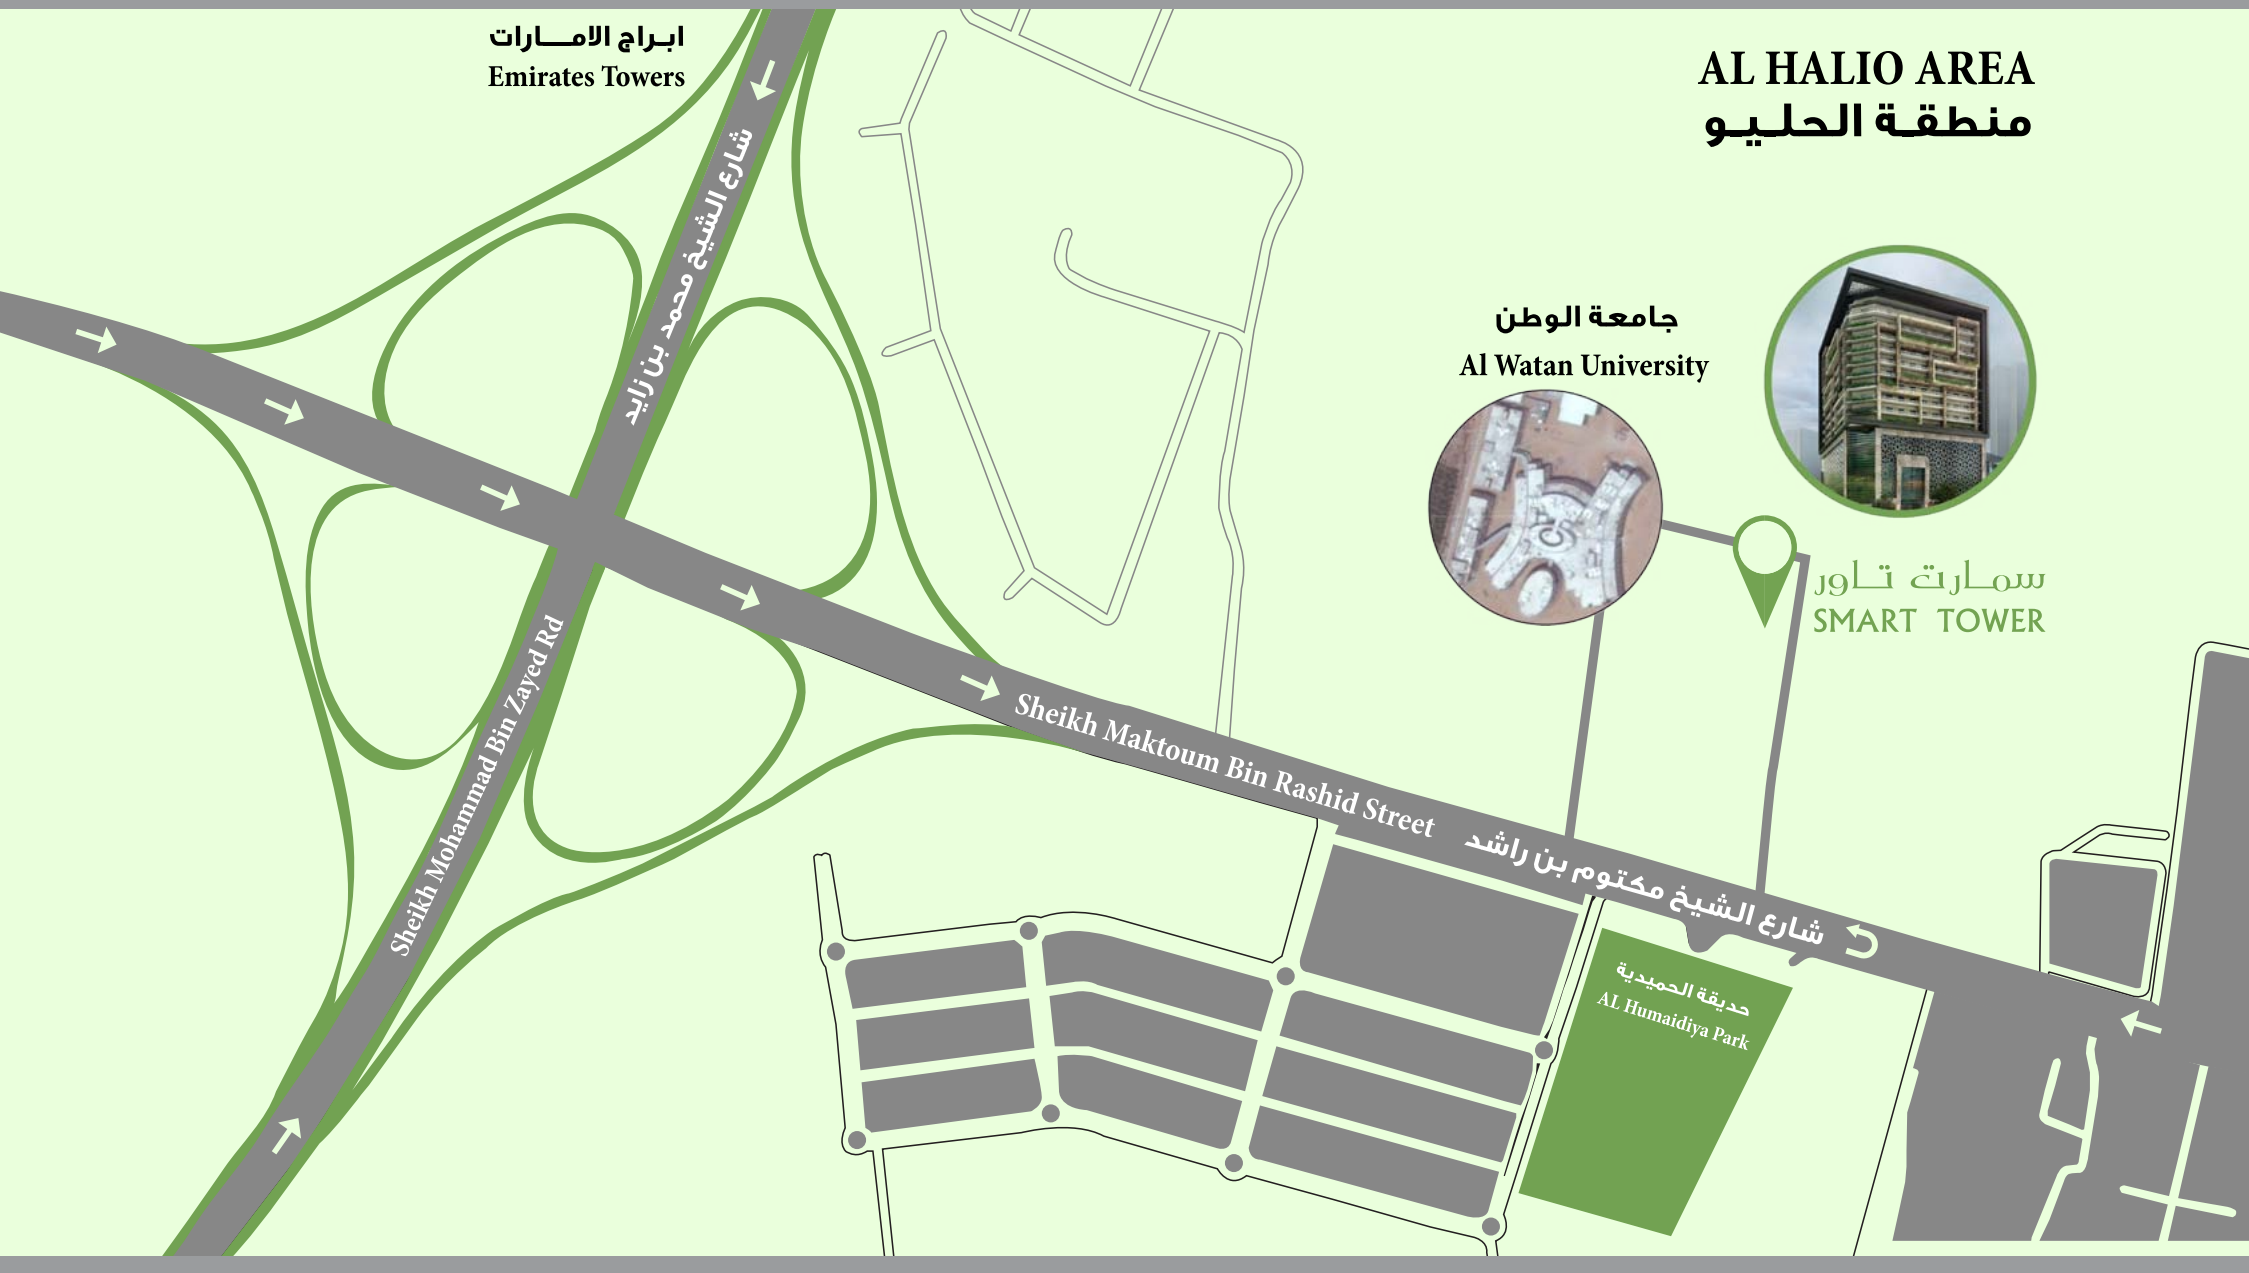 ابـراج الامــارات
Emirates Towers
AL HALIO AREA
منطقـة الحلـيـو
شارع الشيخ محمد بن زايد
جامعة الوطن
Al Watan University
سمـارت تـاور
SMART TOWER
Sheikh Mohammad Bin Zayed Rd
Sheikh Maktoum Bin Rashid Street
شارع الشيخ مكتوم بن راشد
حديقة الحميدية
AL Humaidiya Park